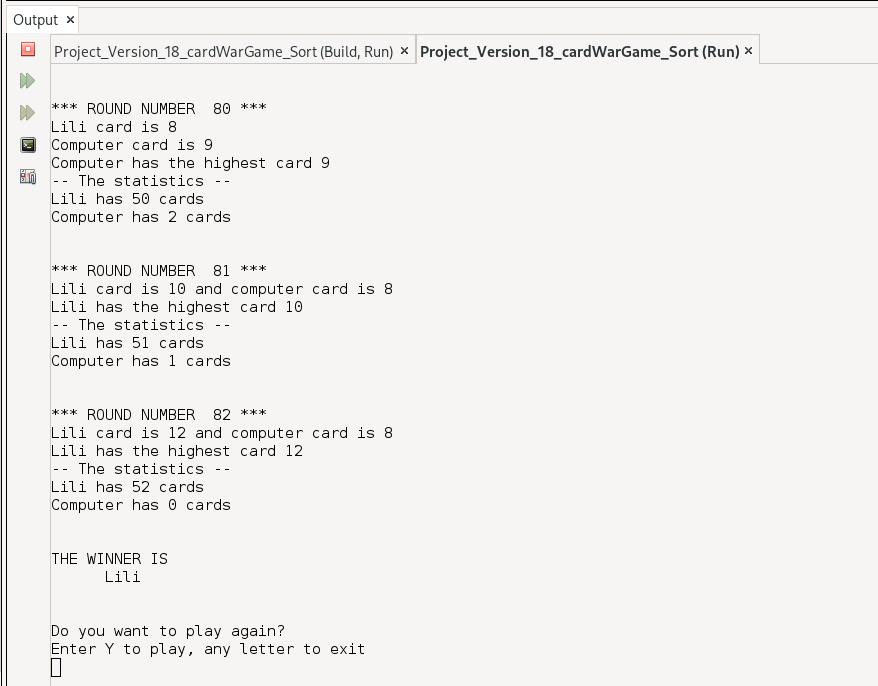 Output ×
Project_Version_18_cardWarGame_Sort (Build, Run) × Project_Version_18_cardWarGame_Sort (Run) ×
*** ROUND NUMBER  80 ***
Lili card is 8
Computer card is 9
Computer has the highest card 9
-- The statistics --
Lili has 50 cards
Computer has 2 cards
*** ROUND NUMBER  81 ***
Lili card is 10 and computer card is 8
Lili has the highest card 10
-- The statistics --
Lili has 51 cards
Computer has 1 cards
*** ROUND NUMBER  82 ***
Lili card is 12 and computer card is 8
Lili has the highest card 12
-- The statistics --
Lili has 52 cards
Computer has 0 cards
THE WINNER IS
Lili
Do you want to play again?
Enter Y to play, any letter to exit